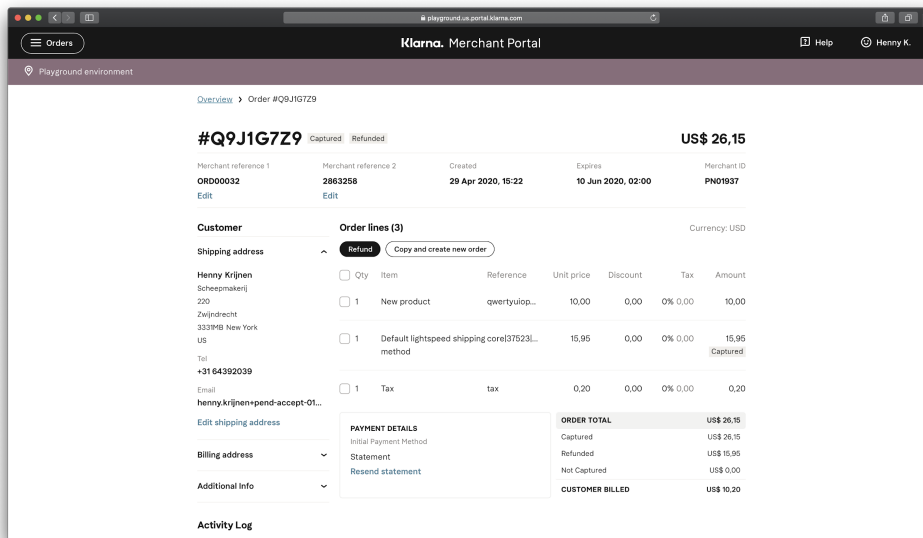 playground.us.portal.klarna.com
Orders
Klarna. Merchant Portal
Help
Henny K.
Playground environment
Overview > Order #Q9J1G7Z9
#Q9J1G7Z9 Captured Refunded
US$ 26,15
Merchant reference 1 Merchant reference 2 Created Expires Merchant ID
ORD00032 2863258 29 Apr 2020, 15:22 10 Jun 2020, 02:00 PN01937
Edit Edit
Customer
Shipping address
Henny Krijnen
Scheepmakerij
220
Zwijndrecht
3331MB New York
US
Tel
+31 64392039
Email
henny.krijnen+pend-accept-01...
Edit shipping address
Billing address
Additional Info
Order lines (3)
Currency: USD
Refund Copy and create new order
Qty Item Reference Unit price Discount Tax Amount
1 New product qwertyuiop... 10,00 0,00 0% 0,00 10,00
1 Default lightspeed shipping core|37523|... 15,95 0,00 0% 0,00 15,95
method Captured
1 Tax tax 0,20 0,00 0% 0,00 0,20
PAYMENT DETAILS
Initial Payment Method
Statement
Resend statement
ORDER TOTAL US$ 26,15
Captured US$ 26,15
Refunded US$ 15,95
Not Captured US$ 0,00
CUSTOMER BILLED US$ 10,20
Activity Log